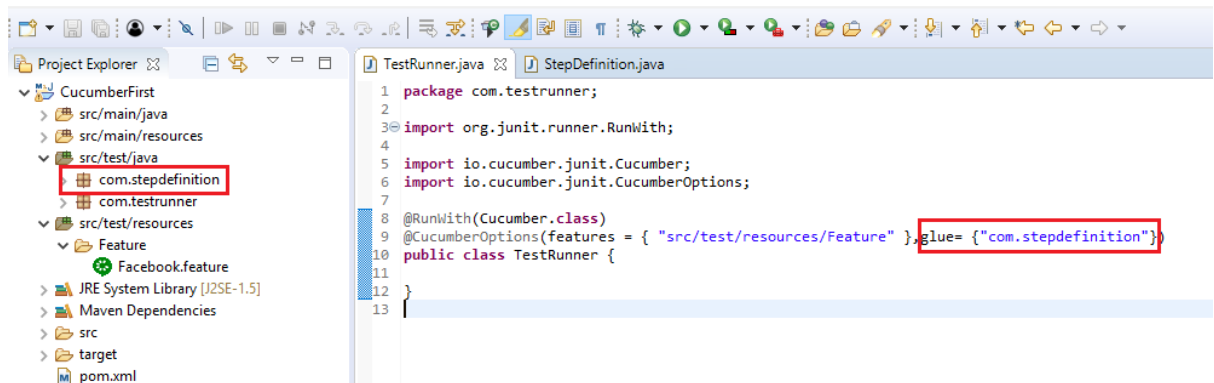 Project Explorer
CucumberFirst
src/main/java
src/main/resources
src/test/java
com.stepdefinition
com.testrunner
src/test/resources
Feature
Facebook.feature
JRE System Library [J2SE-1.5]
Maven Dependencies
src
target
pom.xml
TestRunner.java StepDefinition.java
1 package com.testrunner;
2
3 import org.junit.runner.RunWith;
4
5 import io.cucumber.junit.Cucumber;
6 import io.cucumber.junit.CucumberOptions;
7
8 @RunWith(Cucumber.class)
9 @CucumberOptions(features = { "src/test/resources/Feature" },glue= {"com.stepdefinition"})
10 public class TestRunner {
11
12 }
13